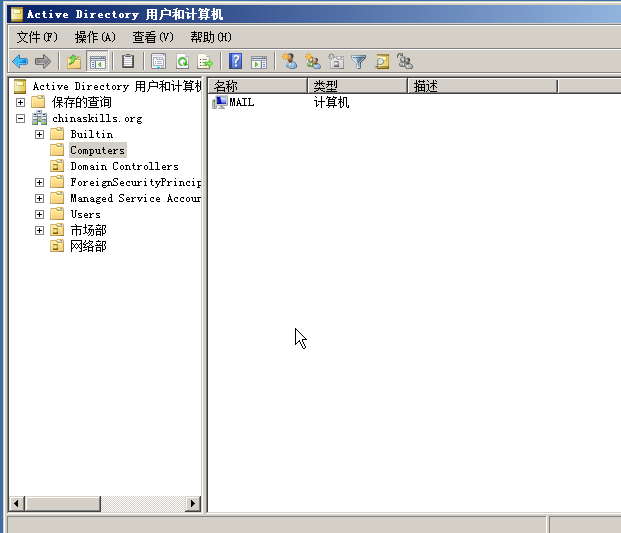 Active Directory 用户和计算机
文件(F) 操作(A) 查看(V) 帮助(H)
Active Directory 用户和计算机
保存的查询
chinaskills.org
Builtin
Computers
Domain Controllers
ForeignSecurityPrincip
Managed Service Accoun
Users
市场部
网络部
名称 类型 描述
MAIL 计算机